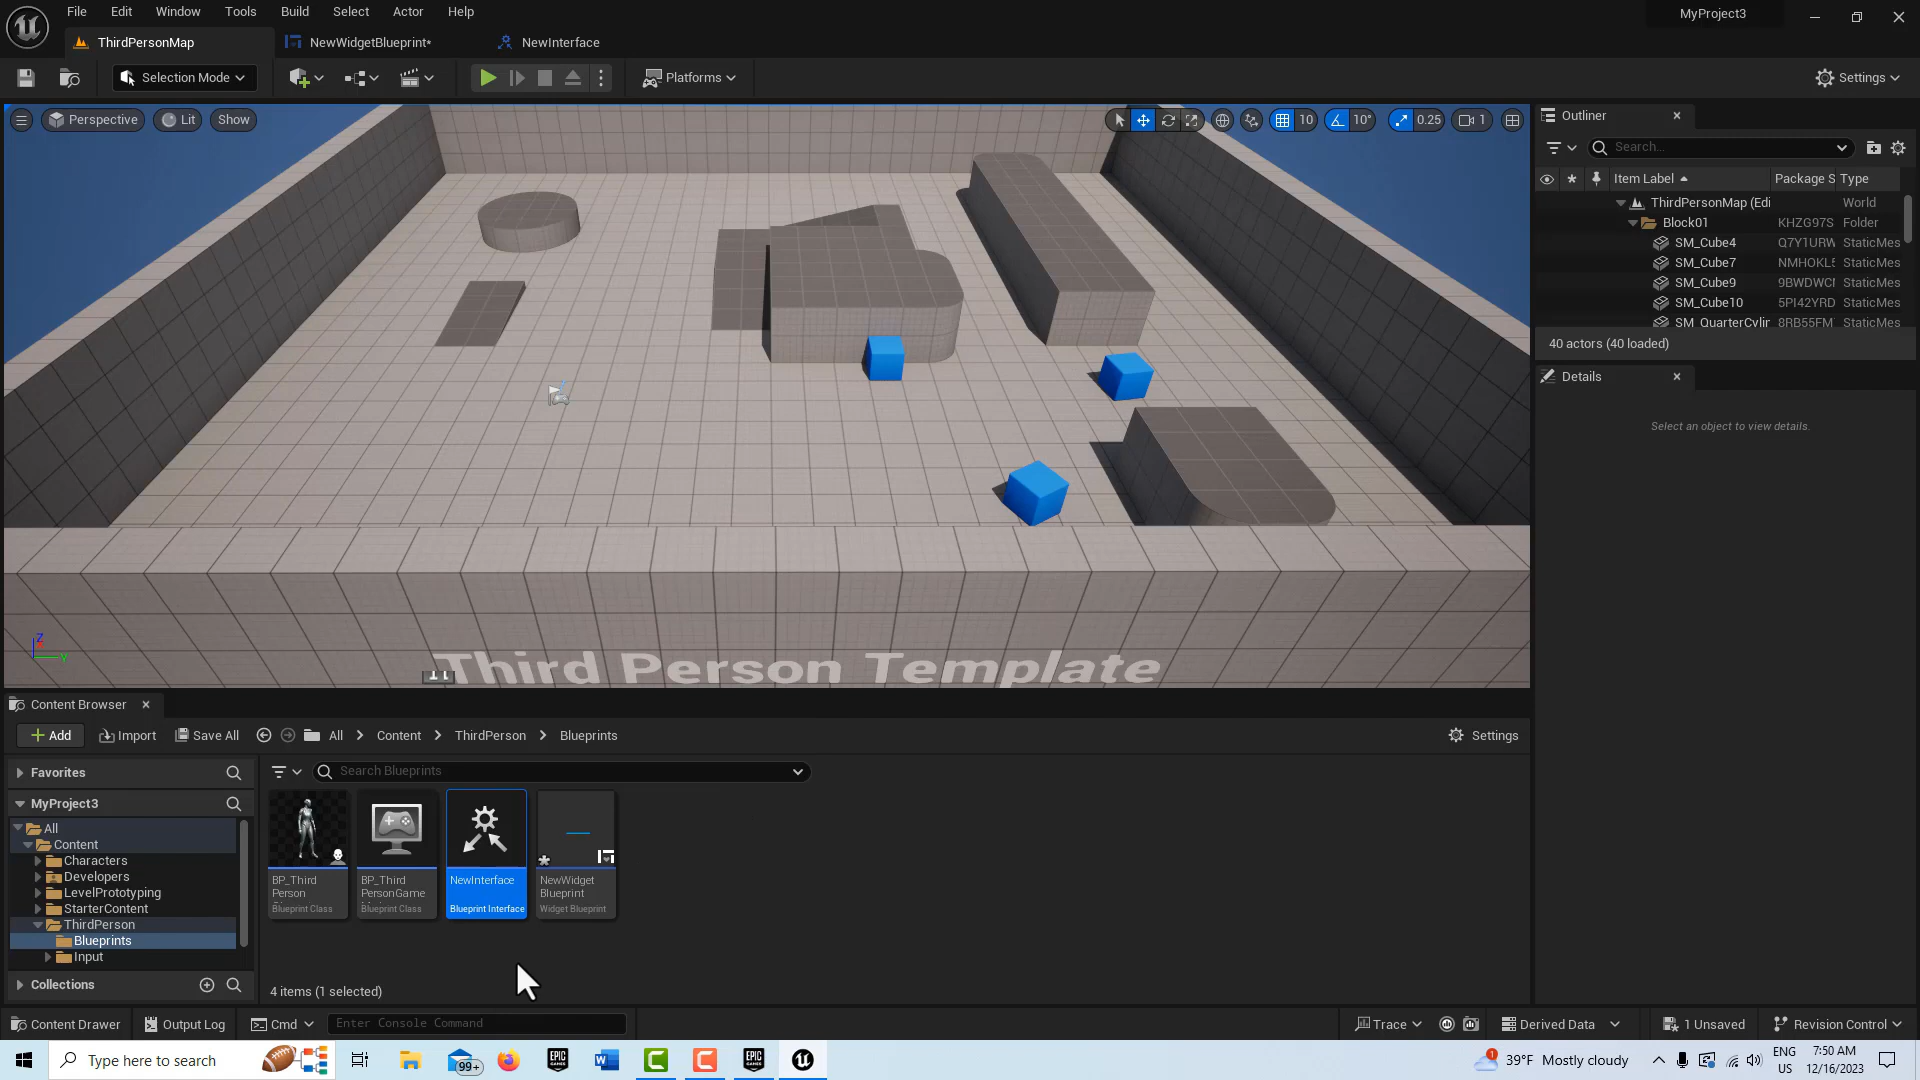 File Edit Window Tools Build Select Actor Help
MyProject3
ThirdPersonMap
NewWidgetBlueprint*
NewInterface
Selection Mode
Platforms
Settings
Perspective
Lit
Show
10
10°
0.25
1
Outliner
Search...
Item Label
Package S
Type
ThirdPersonMap (Edi
World
Block01
KHZG97S
Folder
SM_Cube4
Q7Y1URW
StaticMes
SM_Cube7
NMHOKL5
StaticMes
SM_Cube9
9BWDWCI
StaticMes
SM_Cube10
5PI42YRD
StaticMes
SM_QuarterCylir
8RB55FM
StaticMes
40 actors (40 loaded)
Details
Select an object to view details.
Z
Y
Third Person Template
Content Browser
Add
Import
Save All
All
Content
ThirdPerson
Blueprints
Settings
Favorites
Search Blueprints
MyProject3
All
Content
Characters
Developers
LevelPrototyping
StarterContent
ThirdPerson
Blueprints
Input
Collections
BP_Third
Person
Blueprint Class
BP_Third
PersonGame
Blueprint Class
NewInterface
Blueprint Interface
NewWidget
Blueprint
Widget Blueprint
4 items (1 selected)
Content Drawer
Output Log
Cmd
Enter Console Command
Trace
Derived Data
1 Unsaved
Revision Control
Type here to search
99+
EPIC
GAMES
EPIC
GAMES
1
39°F Mostly cloudy
ENG
US
7:50 AM
12/16/2023